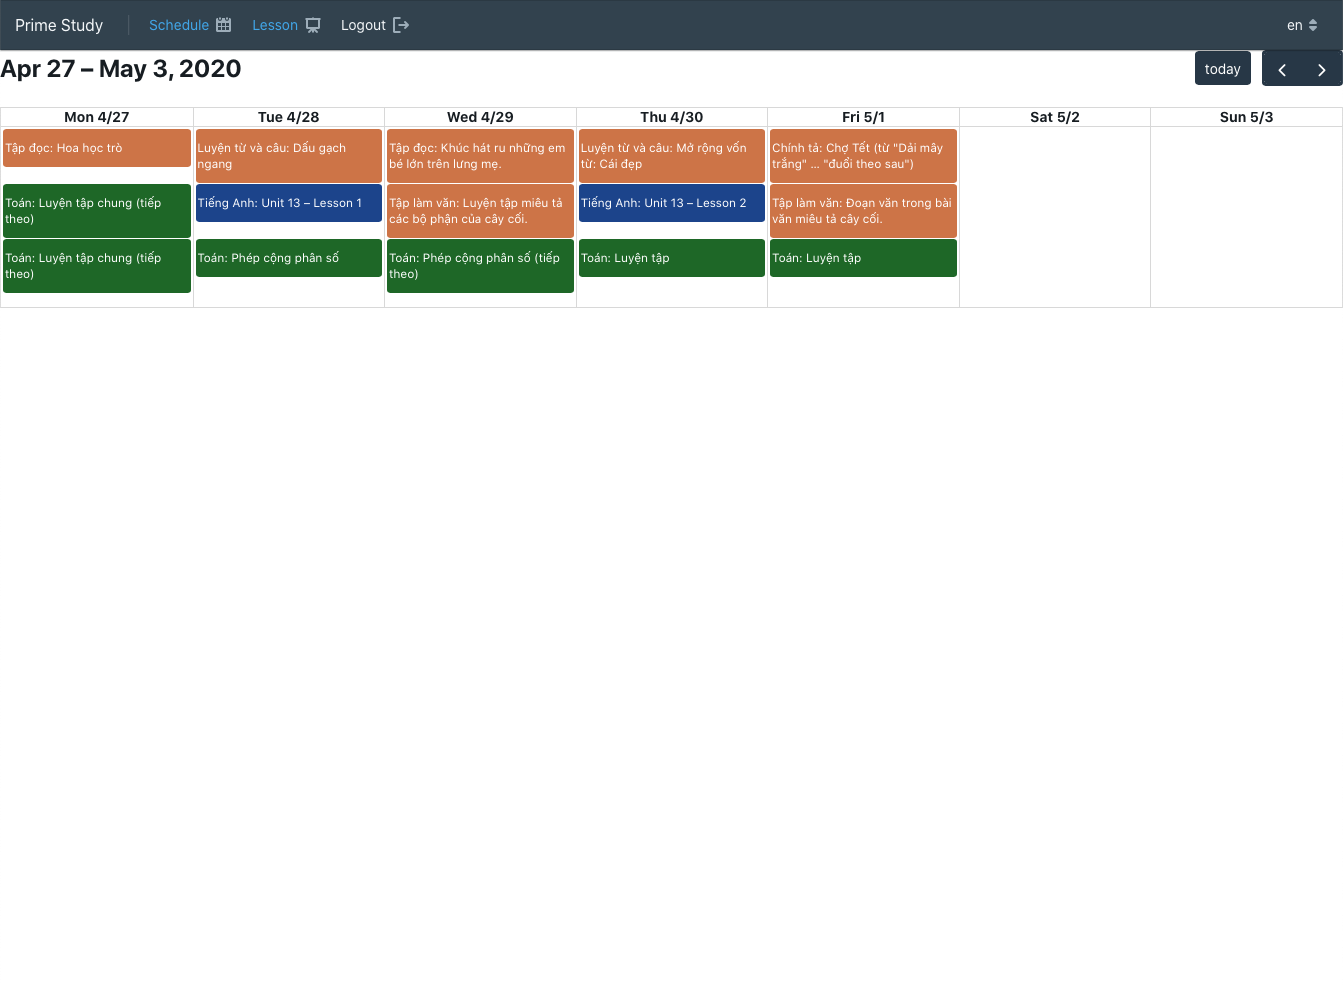 Prime Study
Schedule
Lesson
Logout
en
Apr 27 – May 3, 2020
today
Mon 4/27
Tue 4/28
Wed 4/29
Thu 4/30
Fri 5/1
Sat 5/2
Sun 5/3
Tập đọc: Hoa học trò
Luyện từ và câu: Dấu gạch
ngang
Tập đọc: Khúc hát ru những em
bé lớn trên lưng mẹ.
Luyện từ và câu: Mở rộng vốn
từ: Cái đẹp
Chính tả: Chợ Tết (từ "Dải mây
trắng" ... "đuổi theo sau")
Toán: Luyện tập chung (tiếp
theo)
Tiếng Anh: Unit 13 – Lesson 1
Tập làm văn: Luyện tập miêu tả
các bộ phận của cây cối.
Tiếng Anh: Unit 13 – Lesson 2
Tập làm văn: Đoạn văn trong bài
văn miêu tả cây cối.
Toán: Luyện tập chung (tiếp
theo)
Toán: Phép cộng phân số
Toán: Phép cộng phân số (tiếp
theo)
Toán: Luyện tập
Toán: Luyện tập